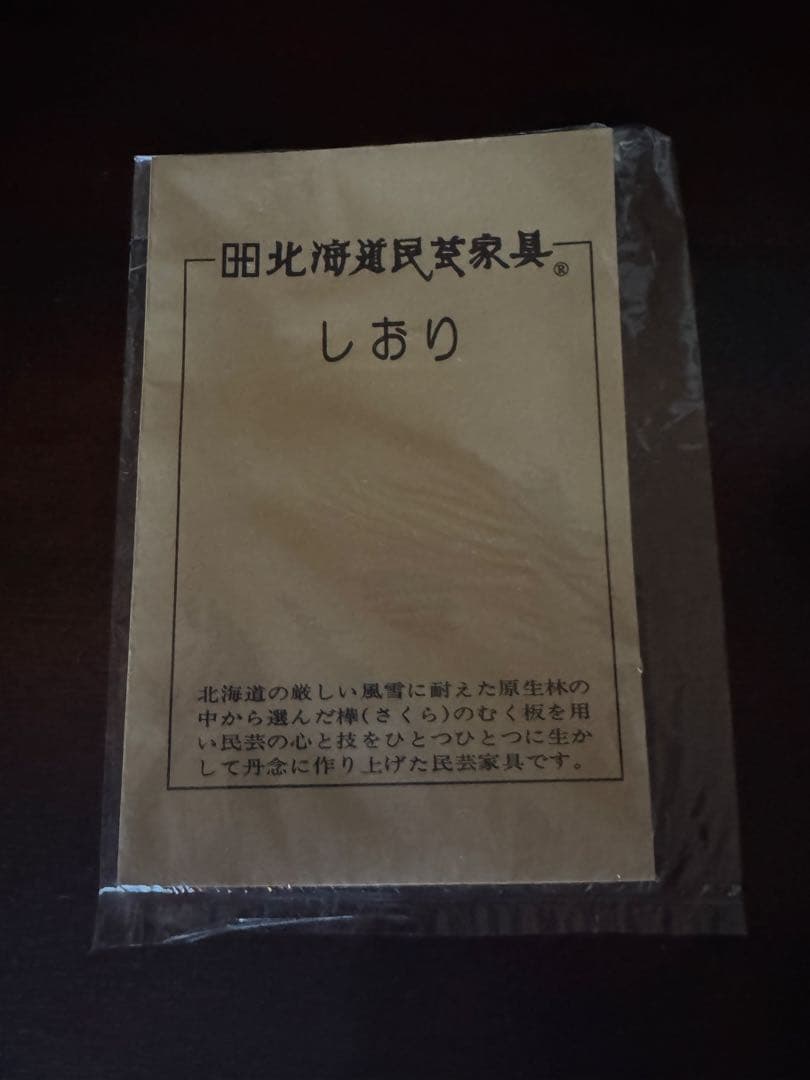 北海道民芸家具®
しおり
北海道の厳しい風雪に耐えた原生林の
中から選んだ樺(さくら)のむく板を用
い民芸の心と技をひとつひとつに生か
して丹念に作り上げた民芸家具です。